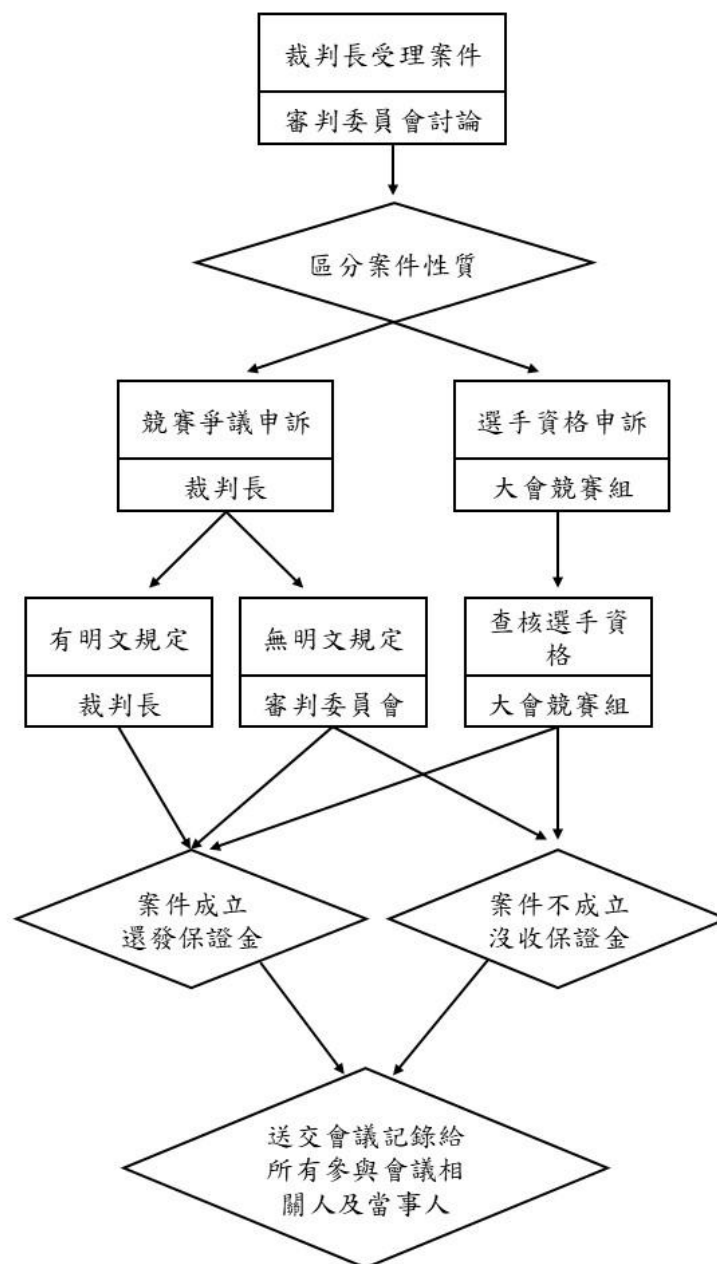 裁判長受理案件
審判委員會討論
區分案件性質
競賽爭議申訴
裁判長
選手資格申訴
大會競賽組
有明文規定
裁判長
無明文規定
審判委員會
查核選手資
格
大會競賽組
案件成立
還發保證金
案件不成立
沒收保證金
送交會議記錄給
所有參與會議相
關人及當事人